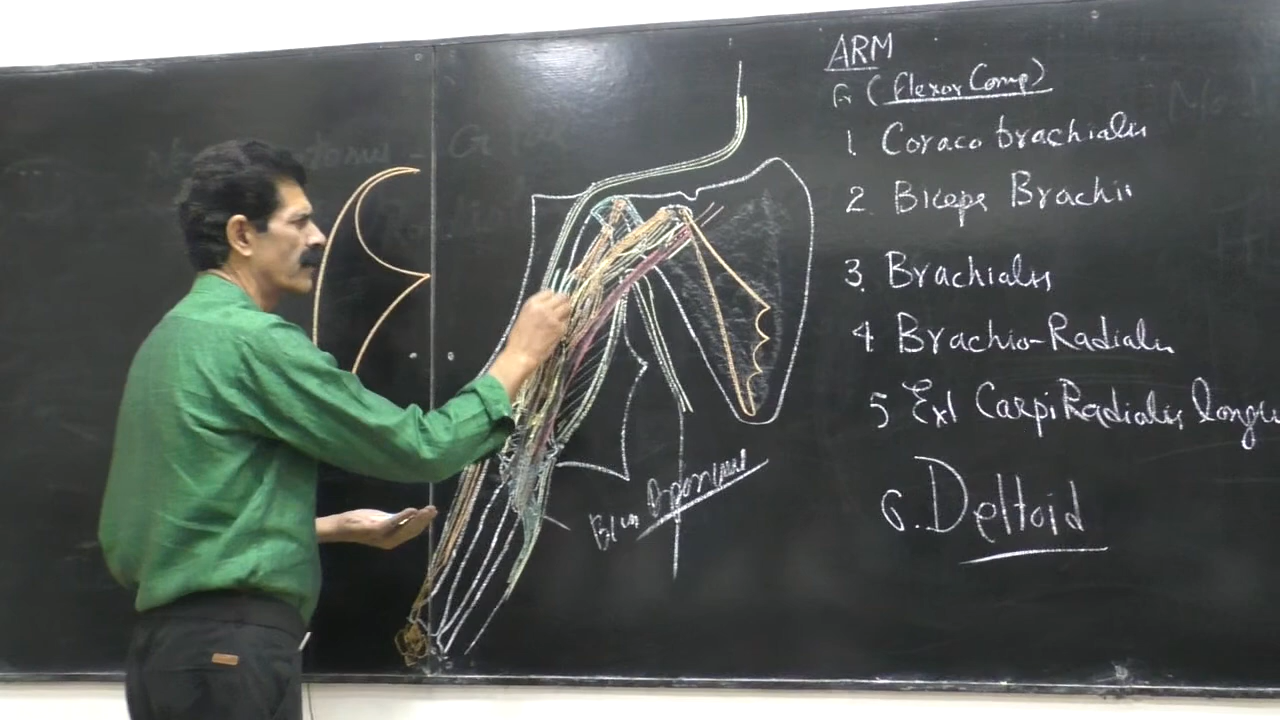 ARM
(flexor Comp)
1. Coraco brachialis
2. Biceps Brachii
3. Brachialis
4. Brachio-Radialis
5 Ext Carpi Radialis longu
6. Deltoid